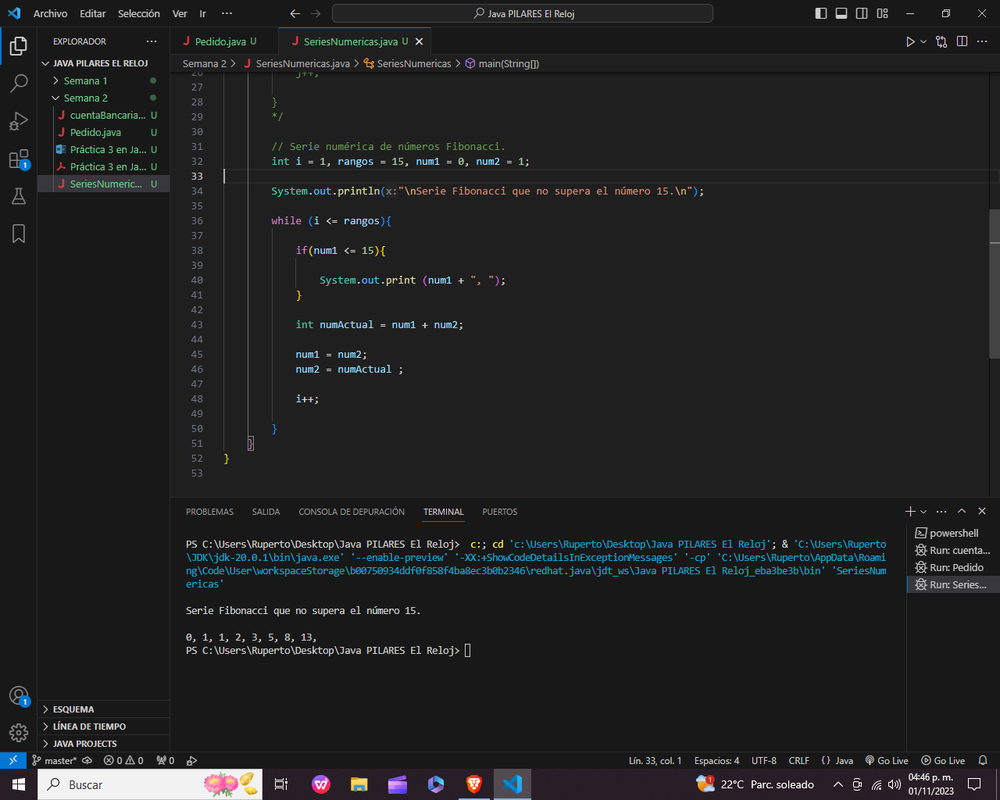 Archivo Editar Selección Ver Ir ···
Java PILARES El Reloj
EXPLORADOR ···
Pedido.java U
SeriesNumericas.java U
JAVA PILARES EL RELOJ
Semana 2 > SeriesNumericas.java > SeriesNumericas > main(String[])
Semana 1
Semana 2
cuentaBancaria... U
Pedido.java U
Práctica 3 en Ja... U
Práctica 3 en Ja... U
SeriesNumeric... U
26 j++;
27
28 }
29 */
30
31 // Serie numérica de números Fibonacci.
32 int i = 1, rangos = 15, num1 = 0, num2 = 1;
33
34 System.out.println(x:"\nSerie Fibonacci que no supera el número 15.\n");
35
36 while (i <= rangos){
37
38 if(num1 <= 15){
39
40 System.out.print (num1 + ", ");
41 }
42
43 int numActual = num1 + num2;
44
45 num1 = num2;
46 num2 = numActual ;
47
48 i++;
49
50 }
51 }
52 }
53
PROBLEMAS SALIDA CONSOLA DE DEPURACIÓN TERMINAL PUERTOS
PS C:\Users\Ruperto\Desktop\Java PILARES El Reloj> c:; cd 'c:\Users\Ruperto\Desktop\Java PILARES El Reloj'; & 'C:\Users\Ruperto
\JDK\jdk-20.0.1\bin\java.exe' '--enable-preview' '-XX:+ShowCodeDetailsInExceptionMessages' '-cp' 'C:\Users\Ruperto\AppData\Roami
ng\Code\User\workspaceStorage\b00750934ddf0f858f4ba8ec3b0b2346\redhat.java\jdt_ws\Java PILARES El Reloj_eba3be3b\bin' 'SeriesNum
ericas'
Serie Fibonacci que no supera el número 15.
0, 1, 1, 2, 3, 5, 8, 13,
PS C:\Users\Ruperto\Desktop\Java PILARES El Reloj>
powershell
Run: cuenta...
Run: Pedido
Run: Series...
1
1
ESQUEMA
LÍNEA DE TIEMPO
JAVA PROJECTS
master* 0 0 0 Lín. 33, col. 1 Espacios: 4 UTF-8 CRLF {} Java Go Live Go Live
Buscar
1 22°C Parc. soleado
04:46 p. m.
01/11/2023